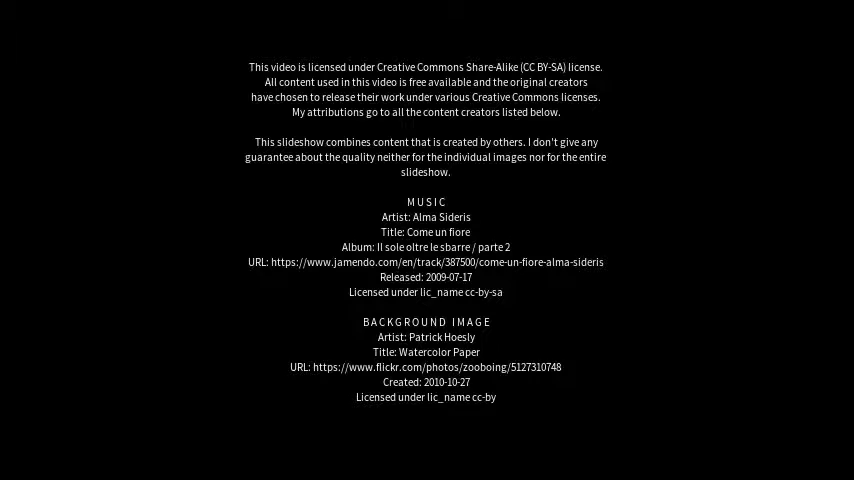 This video is licensed under Creative Commons Share-Alike (CC BY-SA) license.
All content used in this video is free available and the original creators
have chosen to release their work under various Creative Commons licenses.
My attributions go to all the content creators listed below.
This slideshow combines content that is created by others. I don't give any
guarantee about the quality neither for the individual images nor for the entire
slideshow.
MUSIC
Artist: Alma Sideris
Title: Come un fiore
Album: Il sole oltre le sbarre / parte 2
URL: https://www.jamendo.com/en/track/387500/come-un-fiore-alma-sideris
Released: 2009-07-17
Licensed under lic_name cc-by-sa
BACKGROUND IMAGE
Artist: Patrick Hoesly
Title: Watercolor Paper
URL: https://www.flickr.com/photos/zooboing/5127310748
Created: 2010-10-27
Licensed under lic_name cc-by